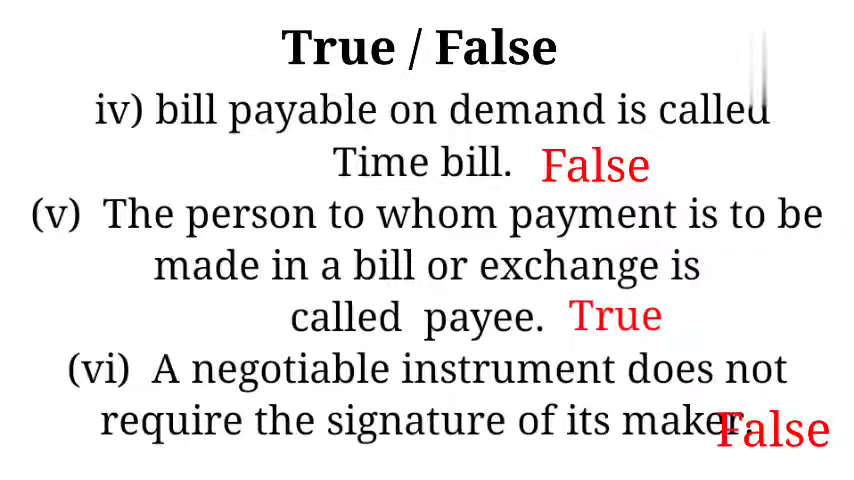 True / False
iv) bill payable on demand is called
Time bill. False
(v) The person to whom payment is to be
made in a bill or exchange is
called payee. True
(vi) A negotiable instrument does not
require the signature of its maker. False